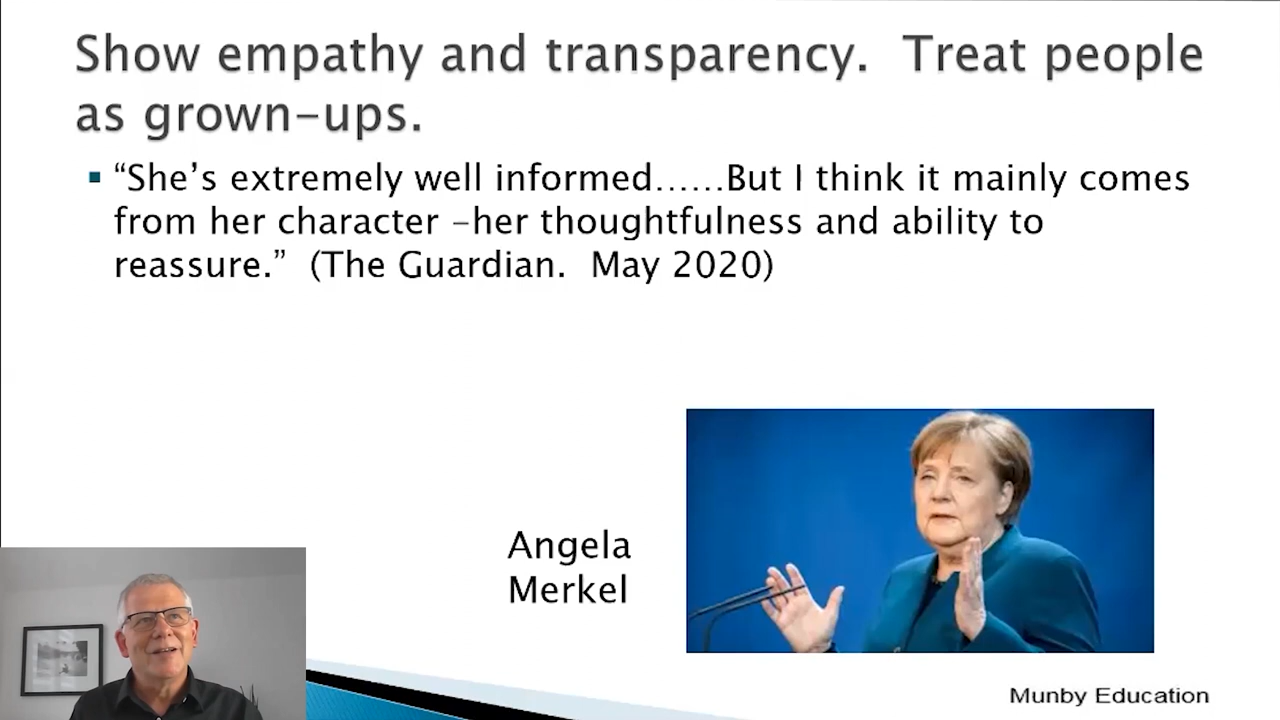 Show empathy and transparency.  Treat people
as grown-ups.
▪ “She’s extremely well informed……But I think it mainly comes
from her character –her thoughtfulness and ability to
reassure.”  (The Guardian.  May 2020)
Angela
Merkel
Munby Education